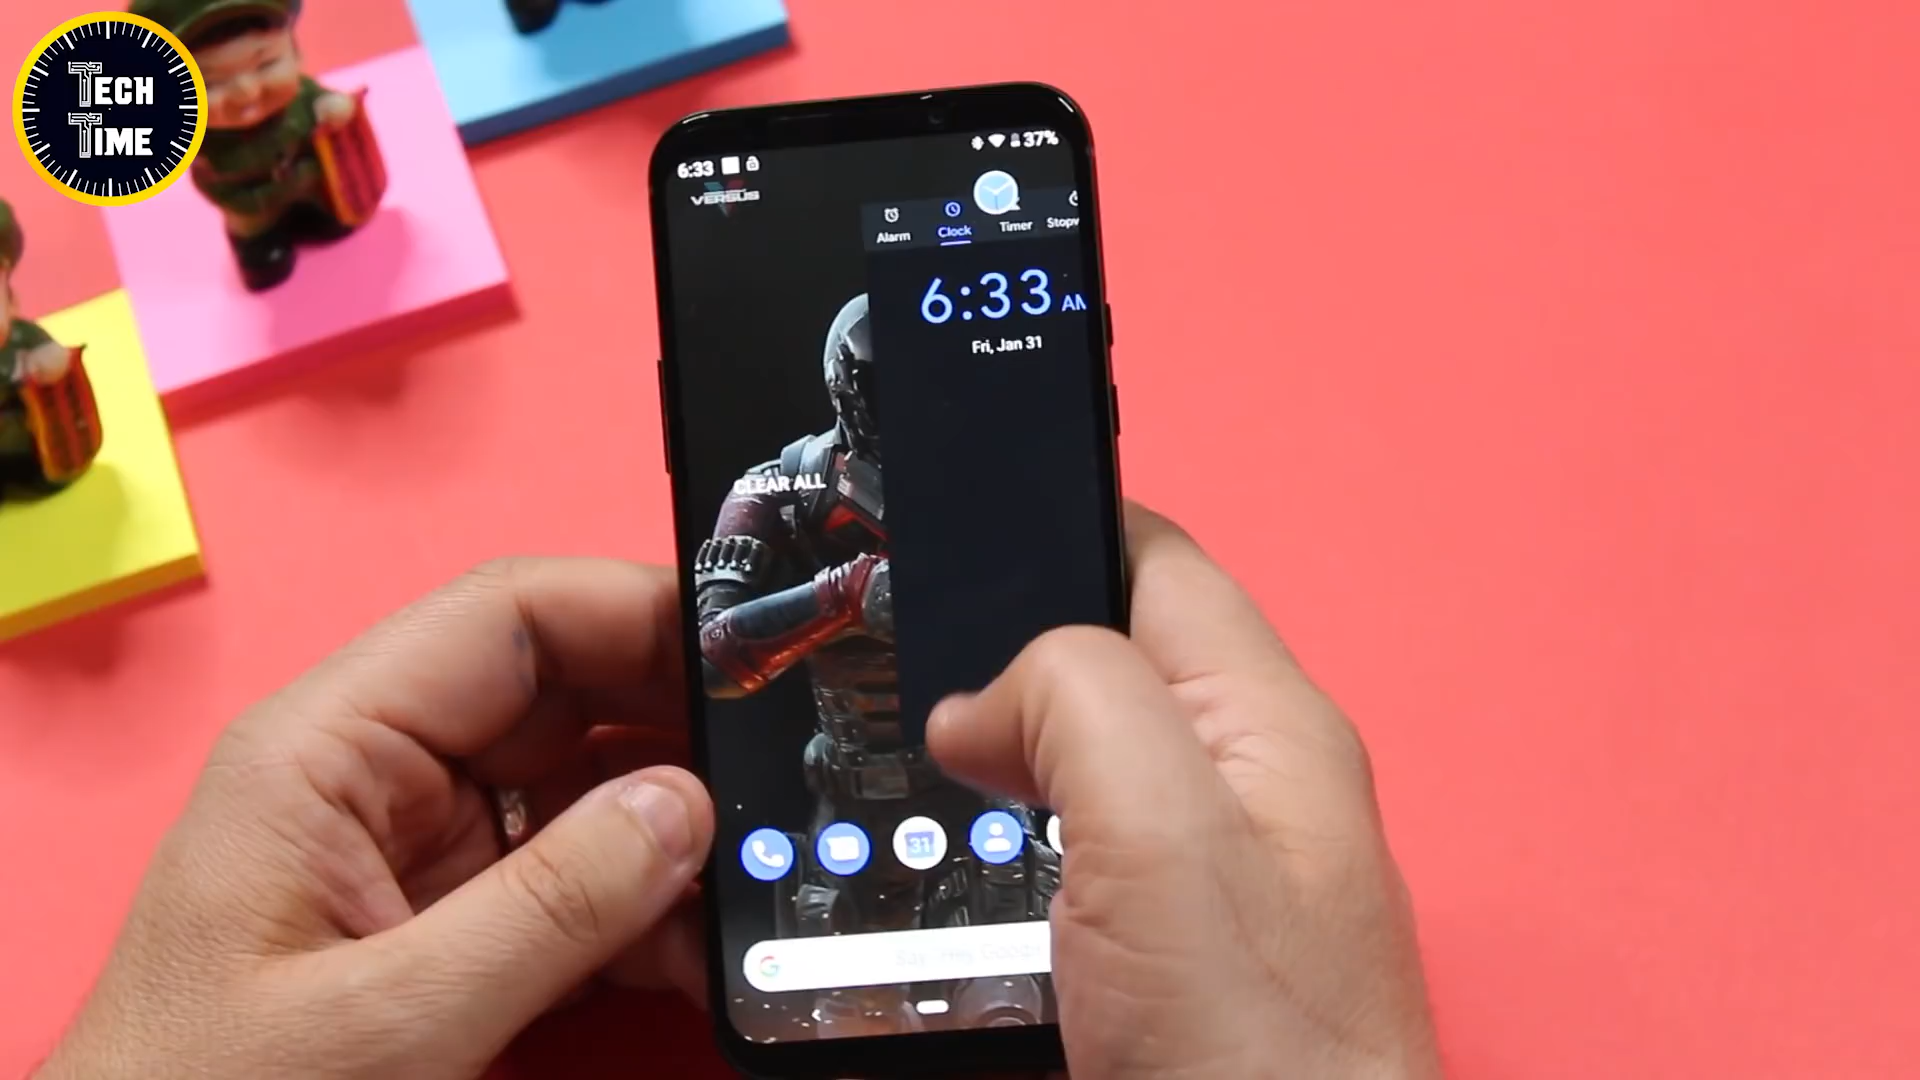 TECH
TIME
6:33
37%
VERSUS
Alarm
Clock
Timer
6:33 AM
Fri, Jan 31
CLEAR ALL
31
G